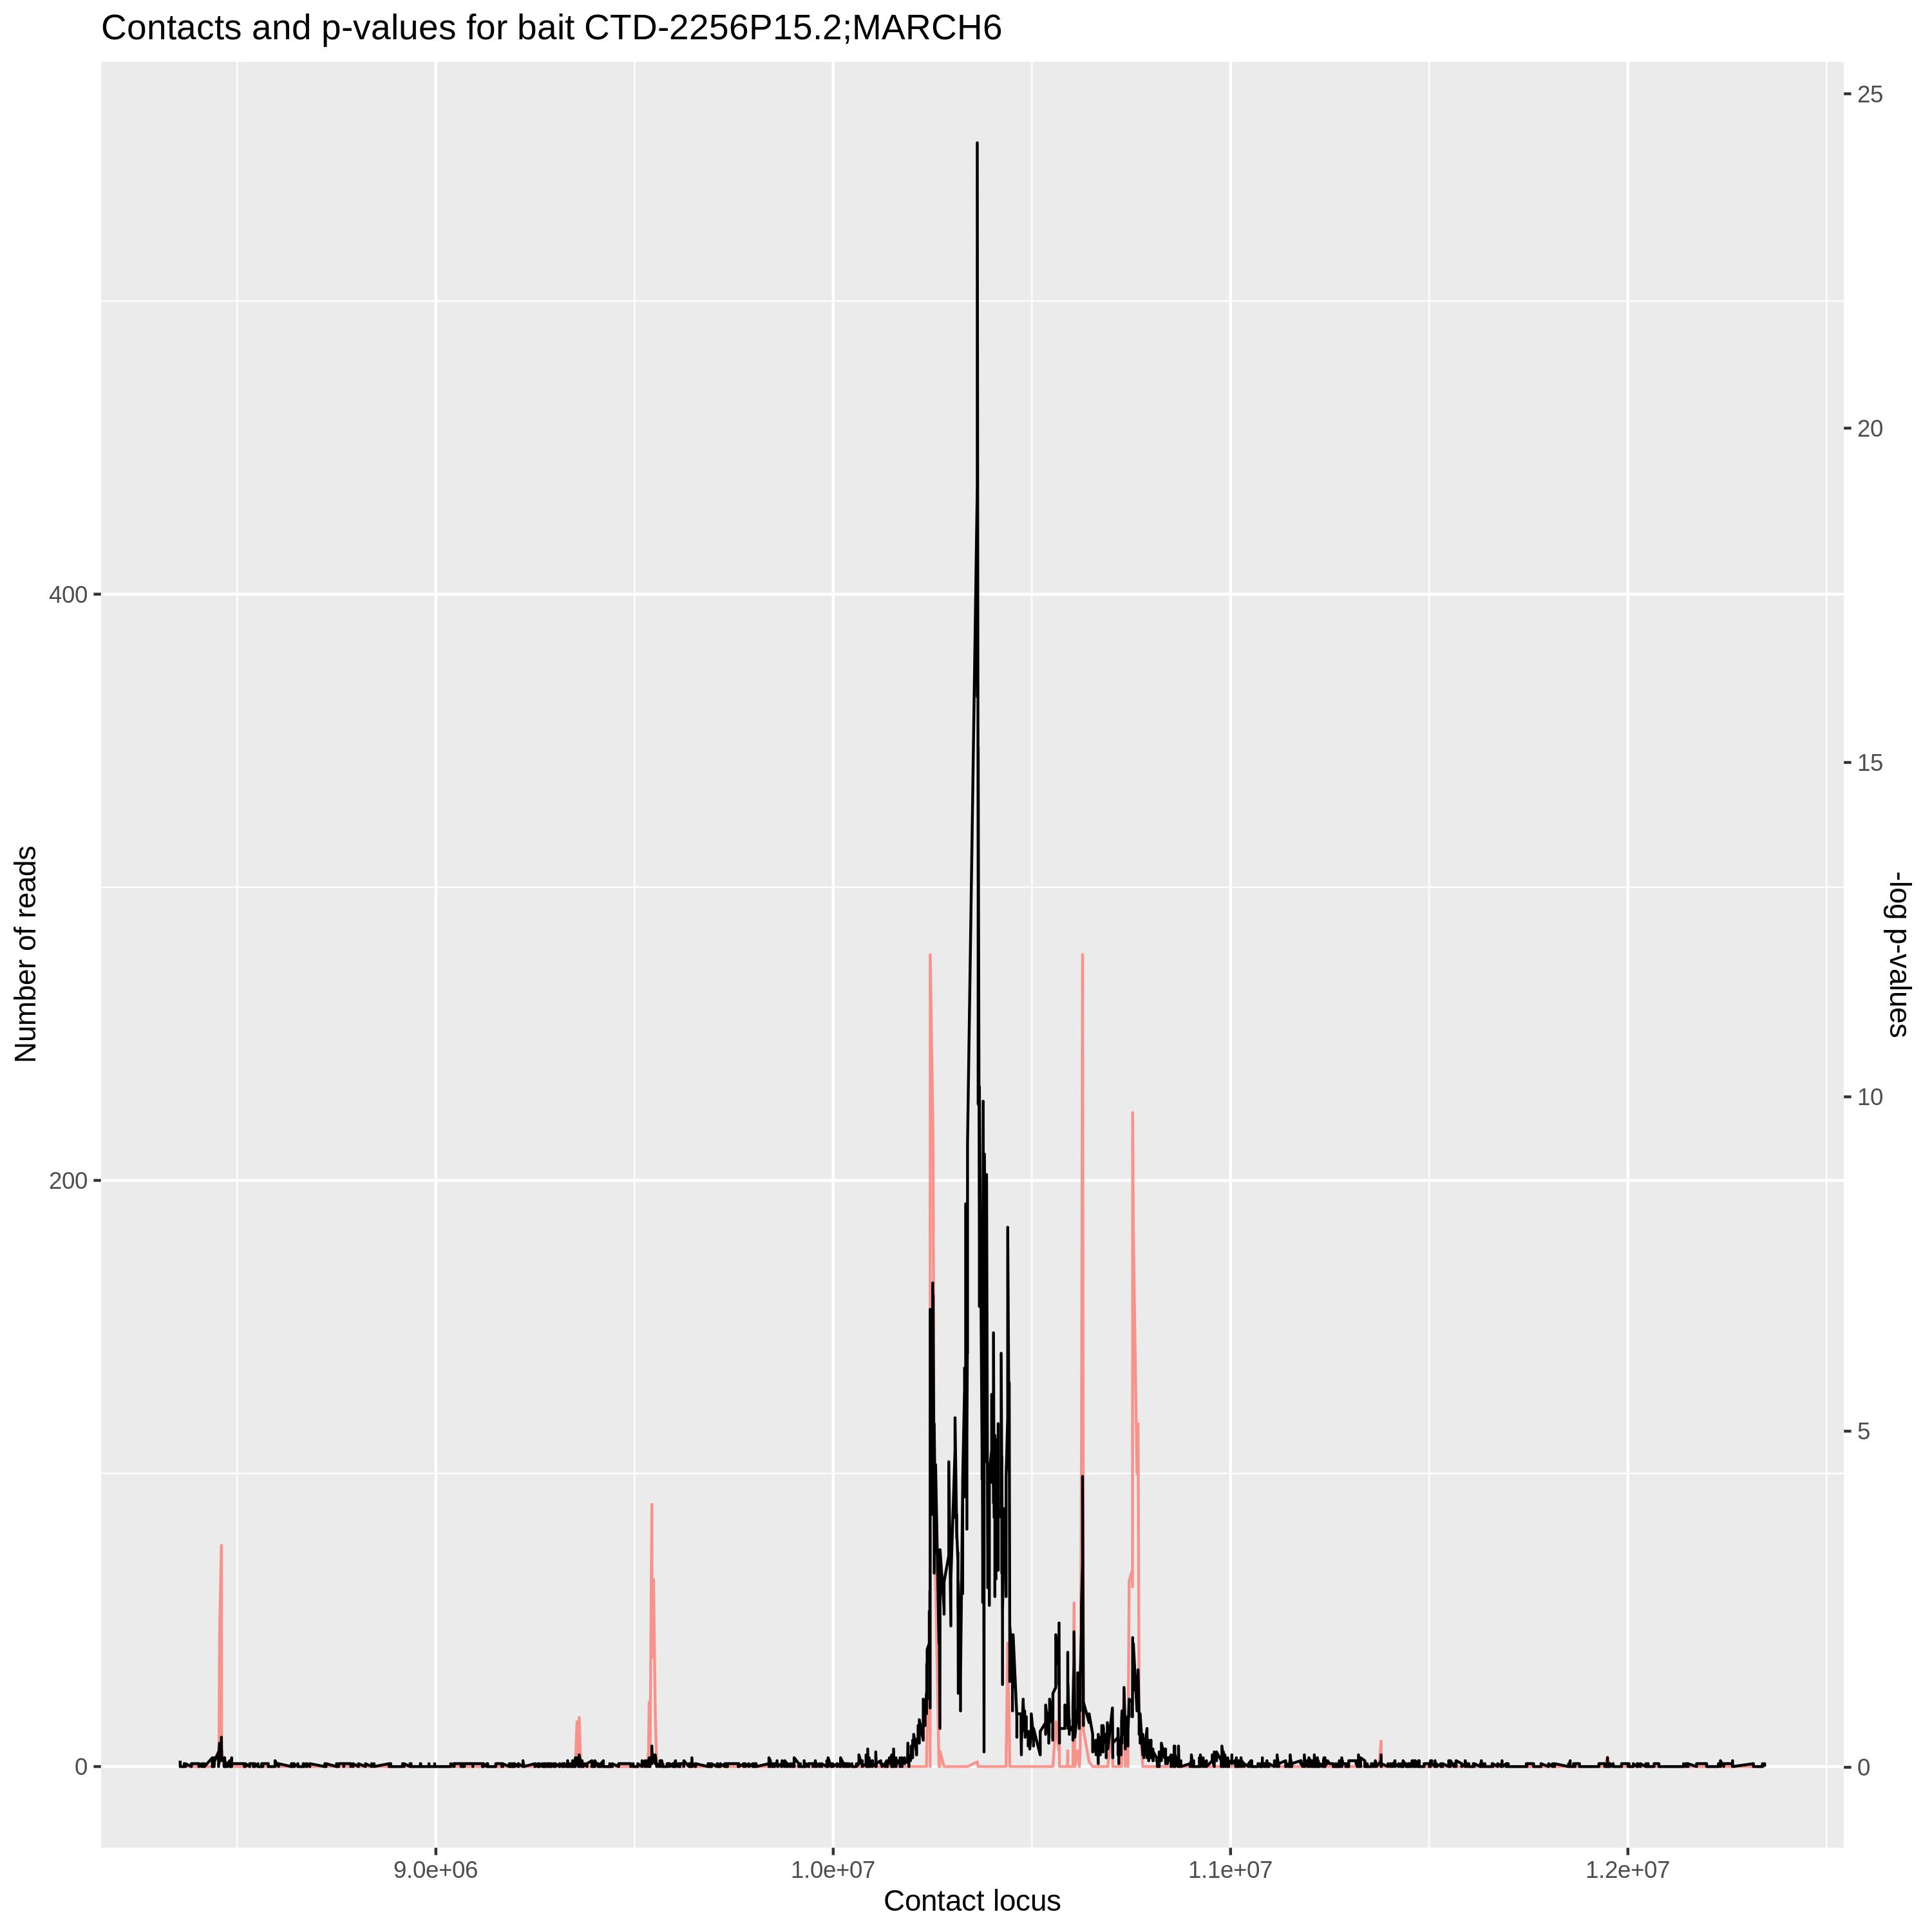 Contacts and p-values for bait CTD-2256P15.2;MARCH6
25
20
400
15
Number of reads
-log p-values
10
200
5
0
0
9.0e+06
1.0e+07
1.1e+07
1.2e+07
Contact locus